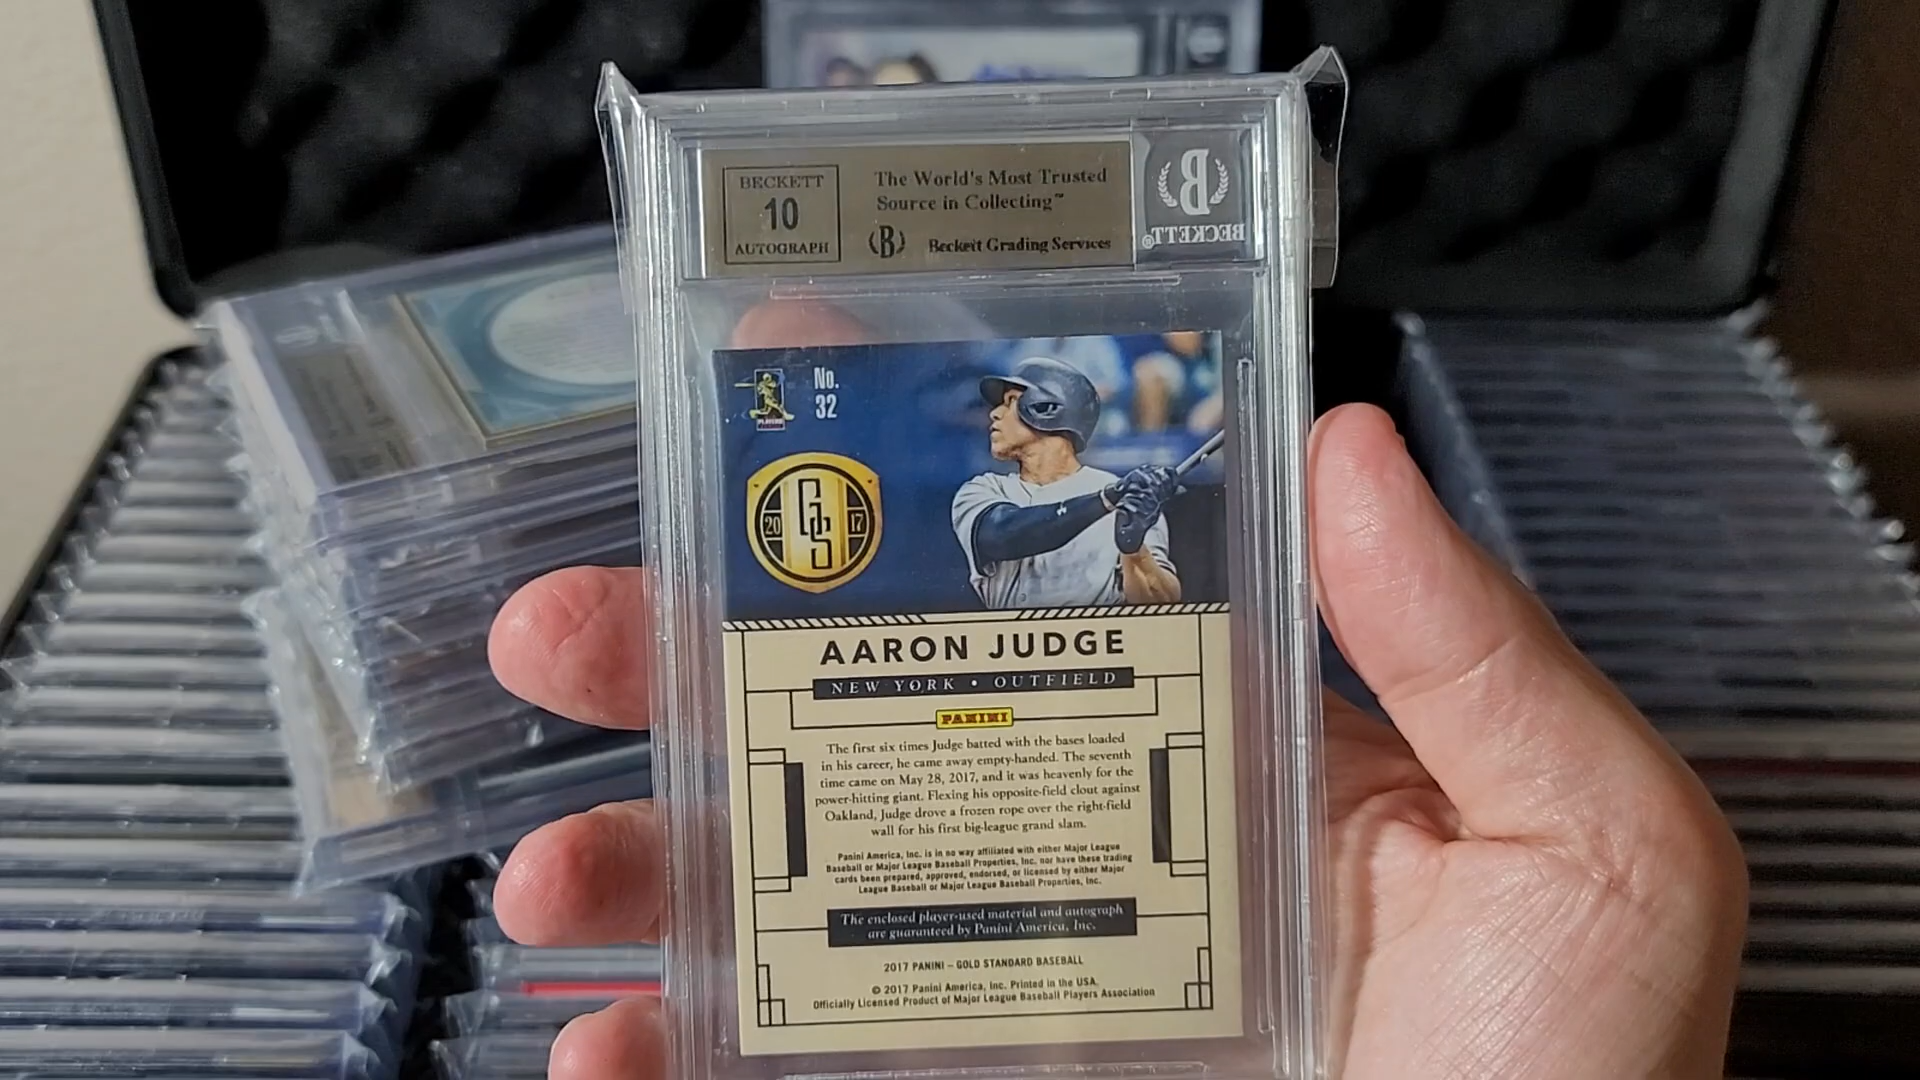 BECKETT
10
AUTOGRAPH
The World's Most Trusted
Source in Collecting™
(B) Beckett Grading Services
B
BECKETT®
No.
32
20 GS 17
AARON JUDGE
NEW YORK • OUTFIELD
PANINI
The first six times Judge batted with the bases loaded
in his career, he came away empty-handed. The seventh
time came on May 28, 2017, and it was heavenly for the
power-hitting giant. Flexing his opposite-field clout against
Oakland, Judge drove a frozen rope over the right-field
wall for his first big-league grand slam.
Panini America, Inc. is in no way affiliated with either Major League
Baseball or Major League Baseball Properties, Inc. nor have these trading
cards been prepared, approved, endorsed, or licensed by either Major
League Baseball or Major League Baseball Properties, Inc.
The enclosed player-used material and autograph
are guaranteed by Panini America, Inc.
2017 PANINI – GOLD STANDARD BASEBALL
© 2017 Panini America, Inc. Printed in the USA.
Officially Licensed Product of Major League Baseball Players Association